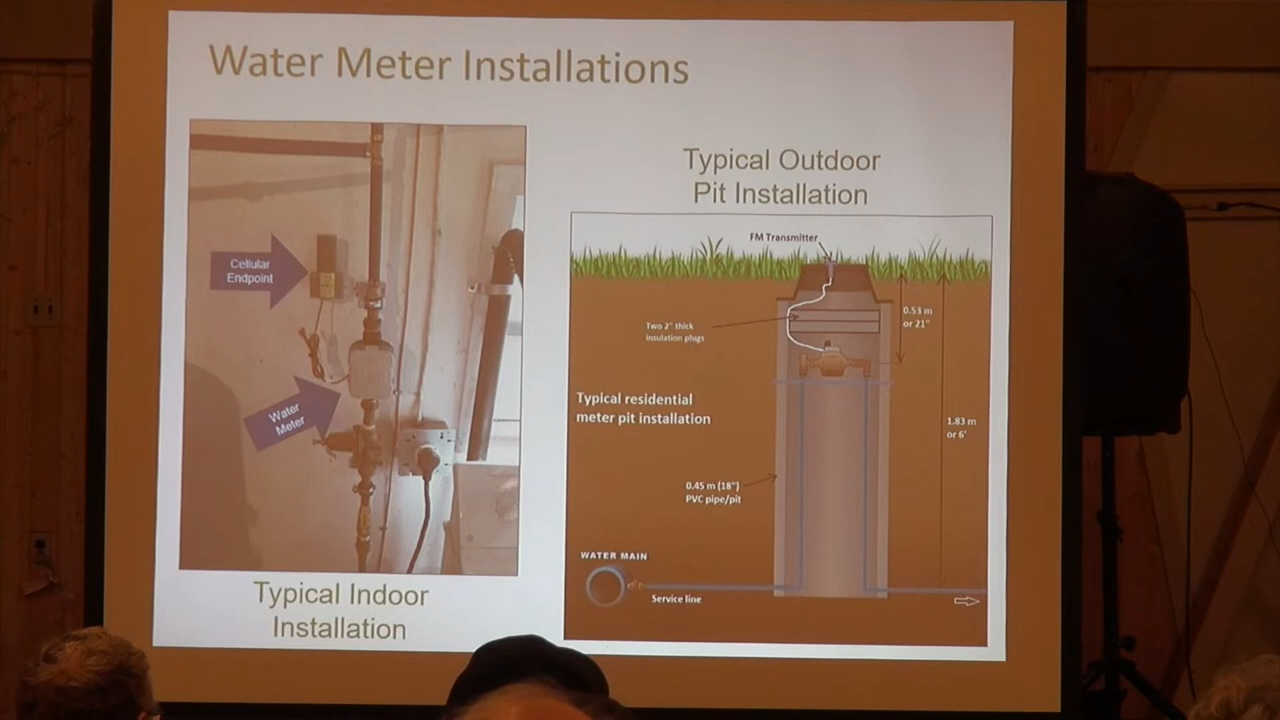 Water Meter Installations
Cellular
Endpoint
Water
Meter
Typical Indoor
Installation
Typical Outdoor
Pit Installation
FM Transmitter
Two 2" thick
insulation plugs
0.53 m
or 21"
Typical residential
meter pit installation
1.83 m
or 6'
0.45 m (18")
PVC pipe/pit
WATER MAIN
Service line